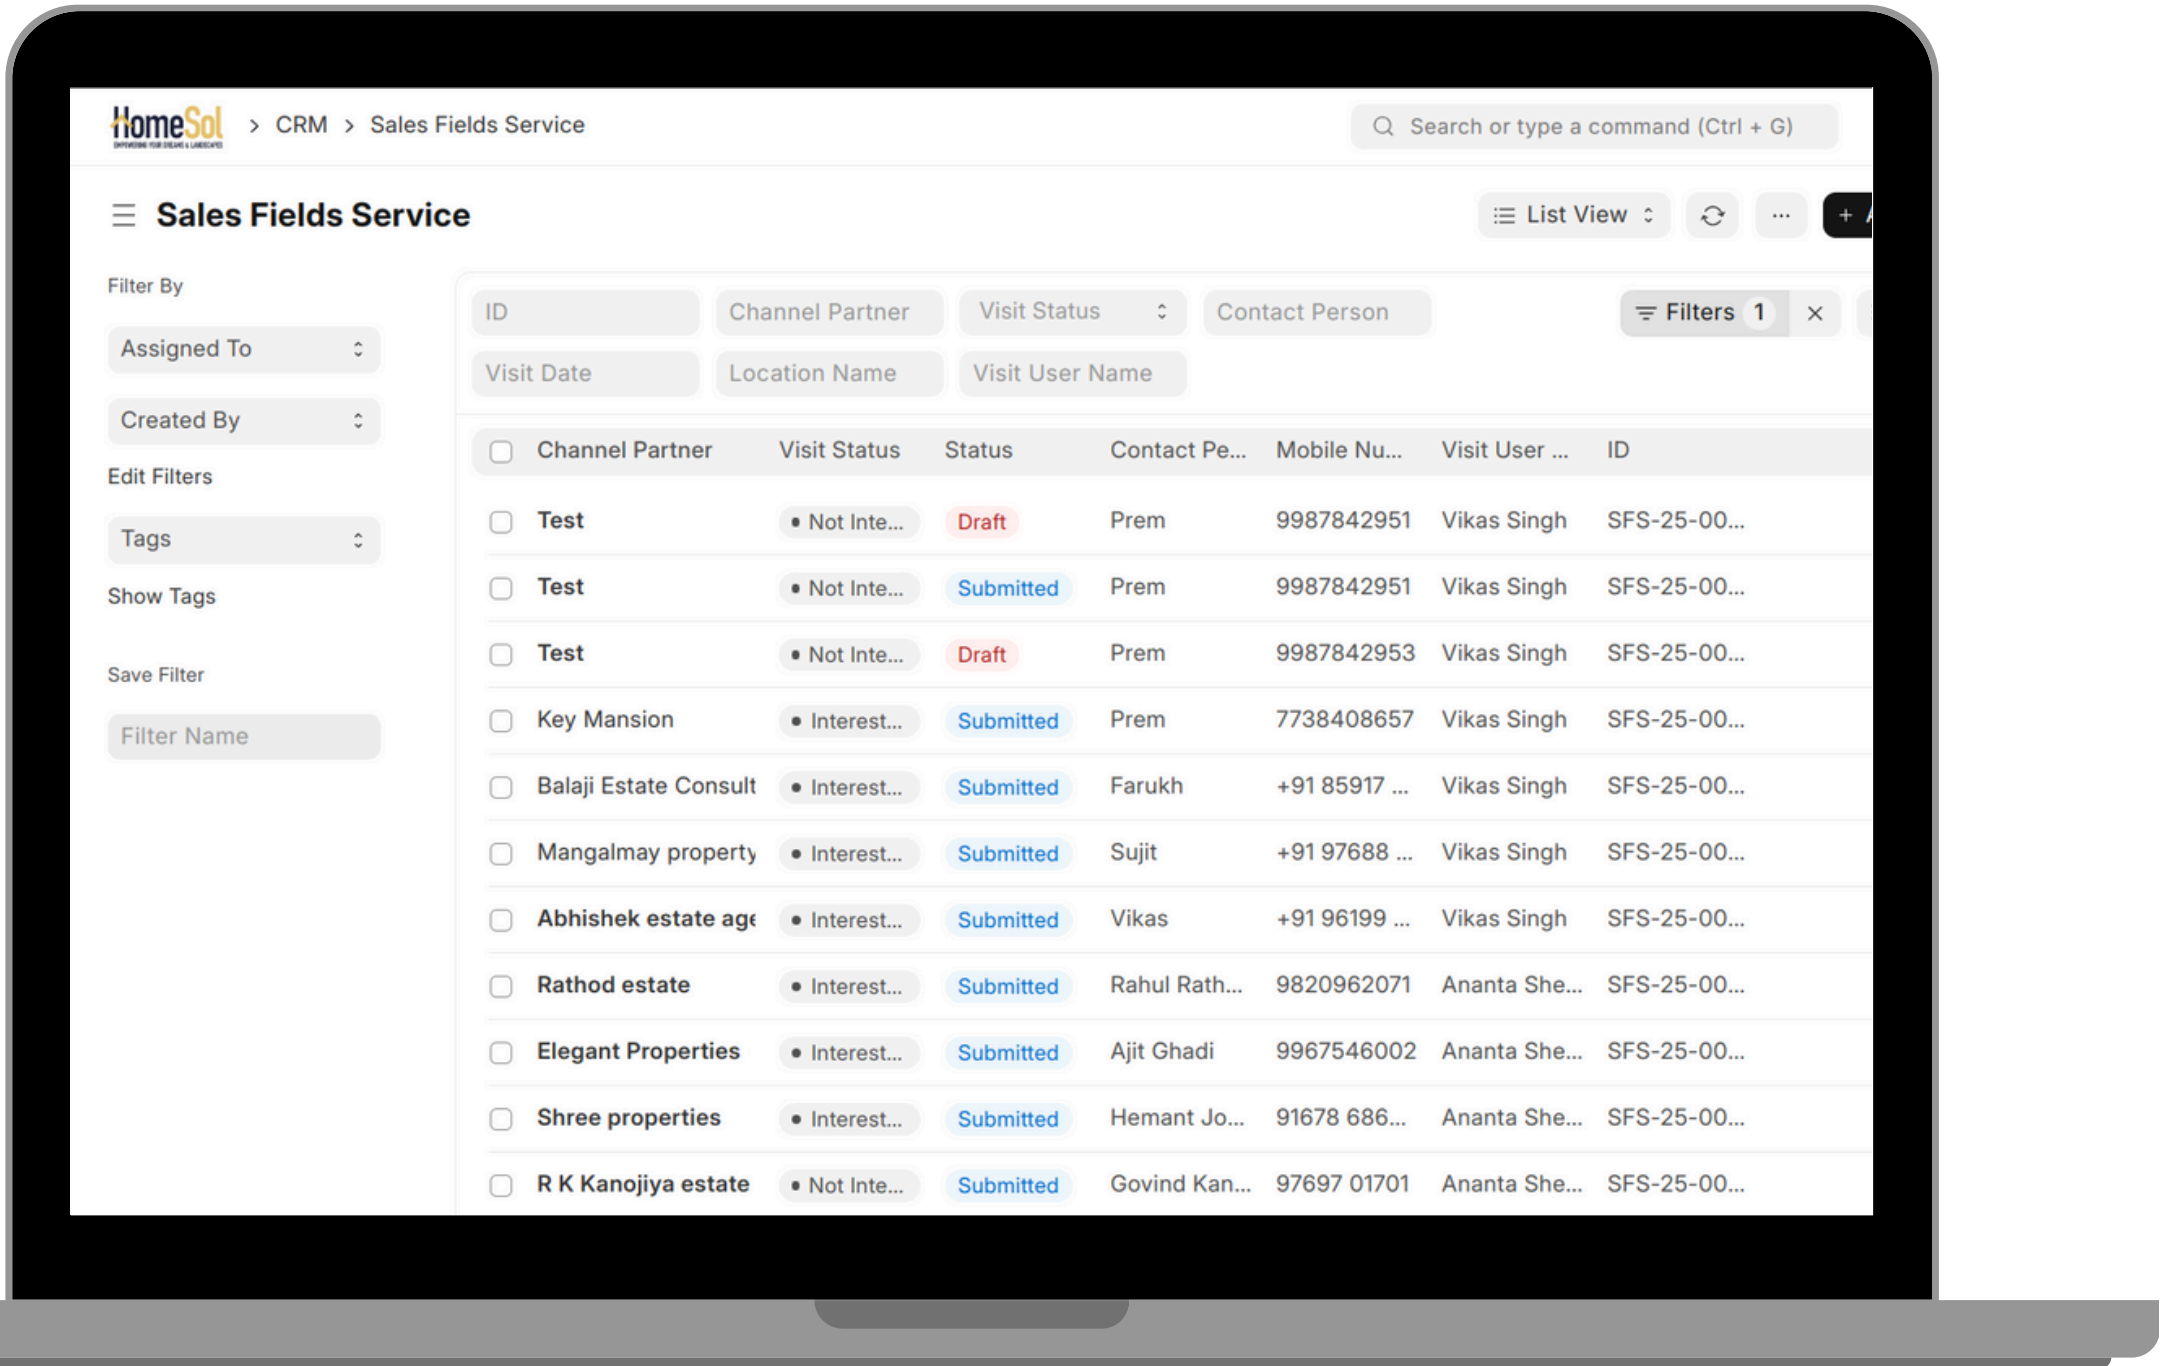 HomeSol
EMPOWERING YOUR DREAMS & LANDSCAPES
> CRM > Sales Fields Service
Search or type a command (Ctrl + G)
Sales Fields Service
List View
...
+ A
Filter By
Assigned To
Created By
Edit Filters
Tags
Show Tags
Save Filter
Filter Name
ID Channel Partner Visit Status Contact Person Filters 1 ×
Visit Date Location Name Visit User Name
Channel Partner Visit Status Status Contact Pe... Mobile Nu... Visit User ... ID
Test Not Inte... Draft Prem 9987842951 Vikas Singh SFS-25-00...
Test Not Inte... Submitted Prem 9987842951 Vikas Singh SFS-25-00...
Test Not Inte... Draft Prem 9987842953 Vikas Singh SFS-25-00...
Key Mansion Interest... Submitted Prem 7738408657 Vikas Singh SFS-25-00...
Balaji Estate Consult Interest... Submitted Farukh +91 85917 ... Vikas Singh SFS-25-00...
Mangalmay property Interest... Submitted Sujit +91 97688 ... Vikas Singh SFS-25-00...
Abhishek estate age Interest... Submitted Vikas +91 96199 ... Vikas Singh SFS-25-00...
Rathod estate Interest... Submitted Rahul Rath... 9820962071 Ananta She... SFS-25-00...
Elegant Properties Interest... Submitted Ajit Ghadi 9967546002 Ananta She... SFS-25-00...
Shree properties Interest... Submitted Hemant Jo... 91678 686... Ananta She... SFS-25-00...
R K Kanojiya estate Not Inte... Submitted Govind Kan... 97697 01701 Ananta She... SFS-25-00...